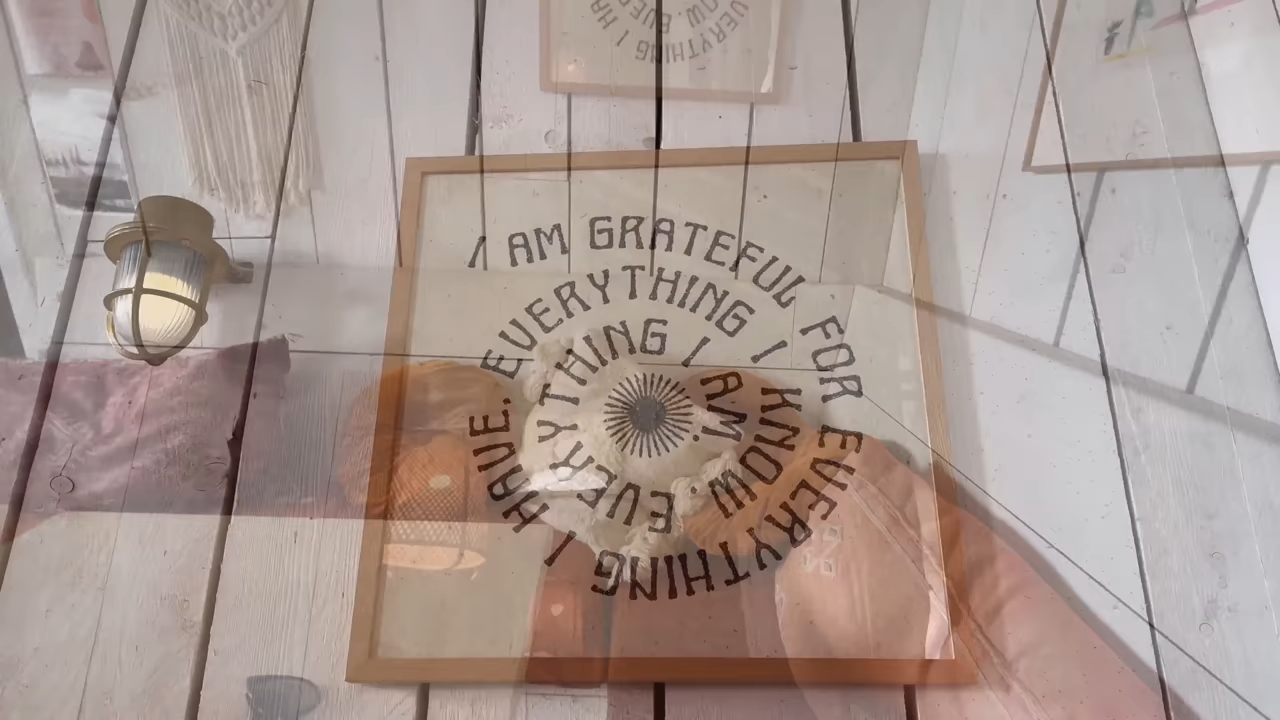 I AM GRATEFUL FOR EVERYTHING I HAVE.
EVERYTHING I KNOW.
EVERYTHING I AM.